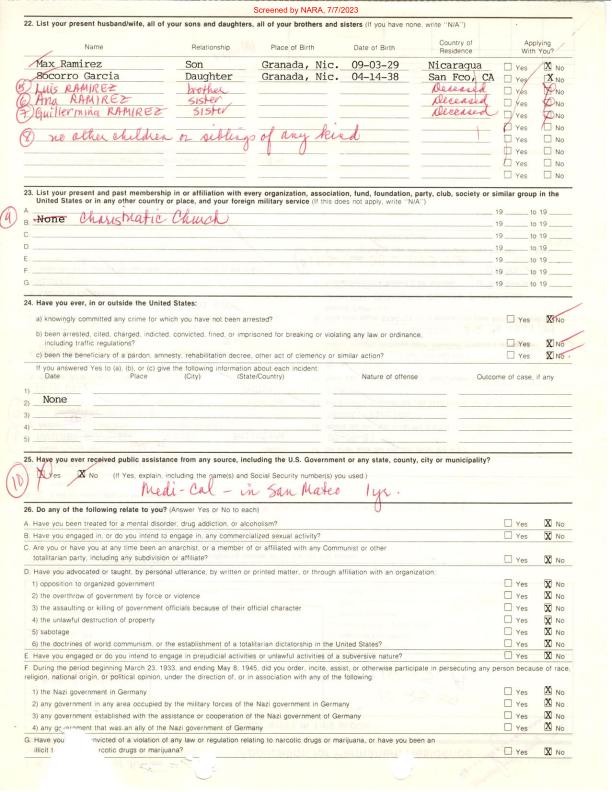 Screened by NARA, 7/7/2023
22. List your present husband/wife, all of your sons and daughters, all of your brothers and sisters (If you have none, write "N/A")
Name Relationship Place of Birth Date of Birth Country of Residence Applying With You?
Max Ramirez Son Granada, Nic. 09-03-29 Nicaragua Yes X No
Socorro Garcia Daughter Granada, Nic. 04-14-38 San Fco, CA Yes X No
5 Luis RAMIREZ brother Deceased Yes No
6 Ana RAMIREZ sister Deceased Yes No
7 Guillermina RAMIREZ sister Deceased Yes No
8 no other children or siblings of any kind Yes No
Yes No
Yes No
Yes No
23. List your present and past membership in or affiliation with every organization, association, fund, foundation, party, club, society or similar group in the
United States or in any other country or place, and your foreign military service (If this does not apply, write "N/A")
9 A 19 to 19
B. None Charismatic Church 19 to 19
C. 19 to 19
D. 19 to 19
E. 19 to 19
F. 19 to 19
G. 19 to 19
24. Have you ever, in or outside the United States:
a) knowingly committed any crime for which you have not been arrested? Yes X No
b) been arrested, cited, charged, indicted, convicted, fined, or imprisoned for breaking or violating any law or ordinance,
including traffic regulations? Yes X No
c) been the beneficiary of a pardon, amnesty, rehabilitation decree, other act of clemency or similar action? Yes X No
If you answered Yes to (a), (b), or (c) give the following information about each incident:
Date Place (City) (State/Country) Nature of offense Outcome of case, if any
1)
2) None
3)
4)
5)
25. Have you ever received public assistance from any source, including the U.S. Government or any state, county, city or municipality?
10 X Yes X No (If Yes, explain, including the name(s) and Social Security number(s) you used.)
Medi-Cal - in San Mateo 1yr.
26. Do any of the following relate to you? (Answer Yes or No to each)
A. Have you been treated for a mental disorder, drug addiction, or alcoholism? Yes X No
B. Have you engaged in, or do you intend to engage in, any commercialized sexual activity? Yes X No
C. Are you or have you at any time been an anarchist, or a member of or affiliated with any Communist or other
totalitarian party, including any subdivision or affiliate? Yes X No
D. Have you advocated or taught, by personal utterance, by written or printed matter, or through affiliation with an organization:
1) opposition to organized government Yes X No
2) the overthrow of government by force or violence Yes X No
3) the assaulting or killing of government officials because of their official character Yes X No
4) the unlawful destruction of property Yes X No
5) sabotage Yes X No
6) the doctrines of world communism, or the establishment of a totalitarian dictatorship in the United States? Yes X No
E. Have you engaged or do you intend to engage in prejudicial activities or unlawful activities of a subversive nature? Yes X No
F. During the period beginning March 23, 1933, and ending May 8, 1945, did you order, incite, assist, or otherwise participate in persecuting any person because of race,
religion, national origin, or political opinion, under the direction of, or in association with any of the following:
1) the Nazi government in Germany Yes X No
2) any government in any area occupied by the military forces of the Nazi government in Germany Yes X No
3) any government established with the assistance or cooperation of the Nazi government of Germany Yes X No
4) any government that was an ally of the Nazi government of Germany Yes X No
G. Have you convicted of a violation of any law or regulation relating to narcotic drugs or marijuana, or have you been an
illicit t rcotic drugs or marijuana? Yes X No